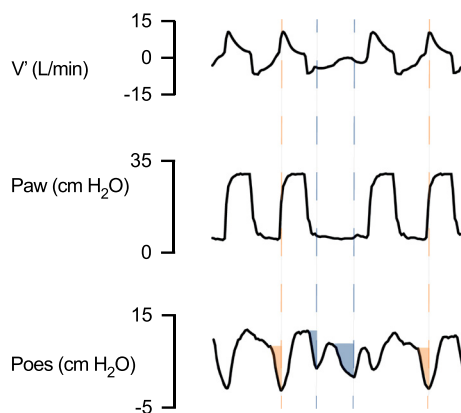 15
V' (L/min) 0
-15
35
Paw (cm H₂O)
0
15
Poes (cm H₂O)
-5